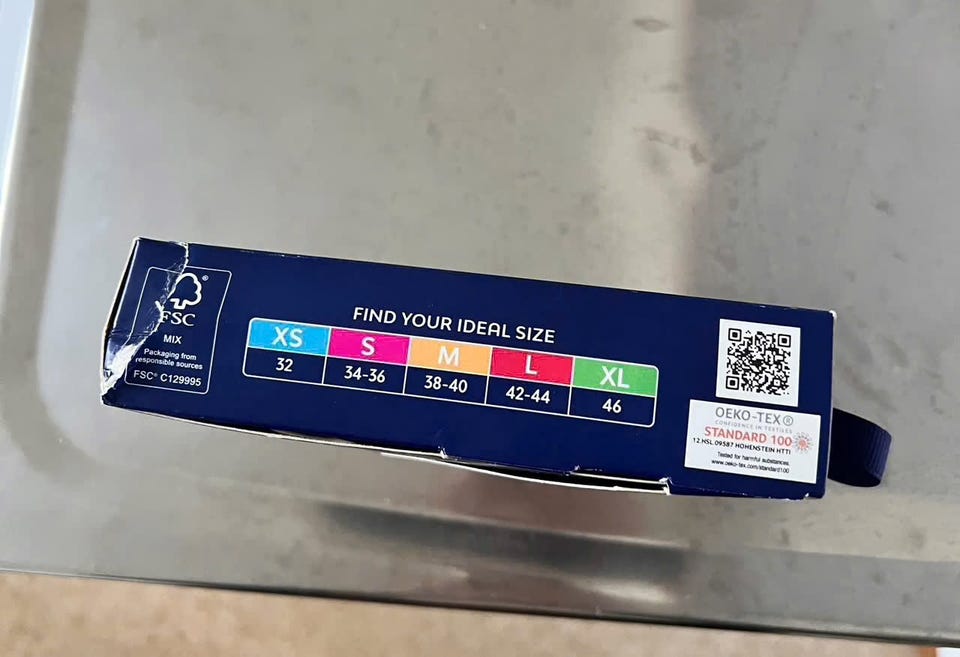 FSC®
MIX
Packaging from
responsible sources
FSC® C129995
FIND YOUR IDEAL SIZE
XS S M L XL
32 34-36 38-40 42-44 46
OEKO-TEX®
CONFIDENCE IN TEXTILES
STANDARD 100
12.HSL.09587 HOHENSTEIN HTTI
Tested for harmful substances.
www.oeko-tex.com/standard100